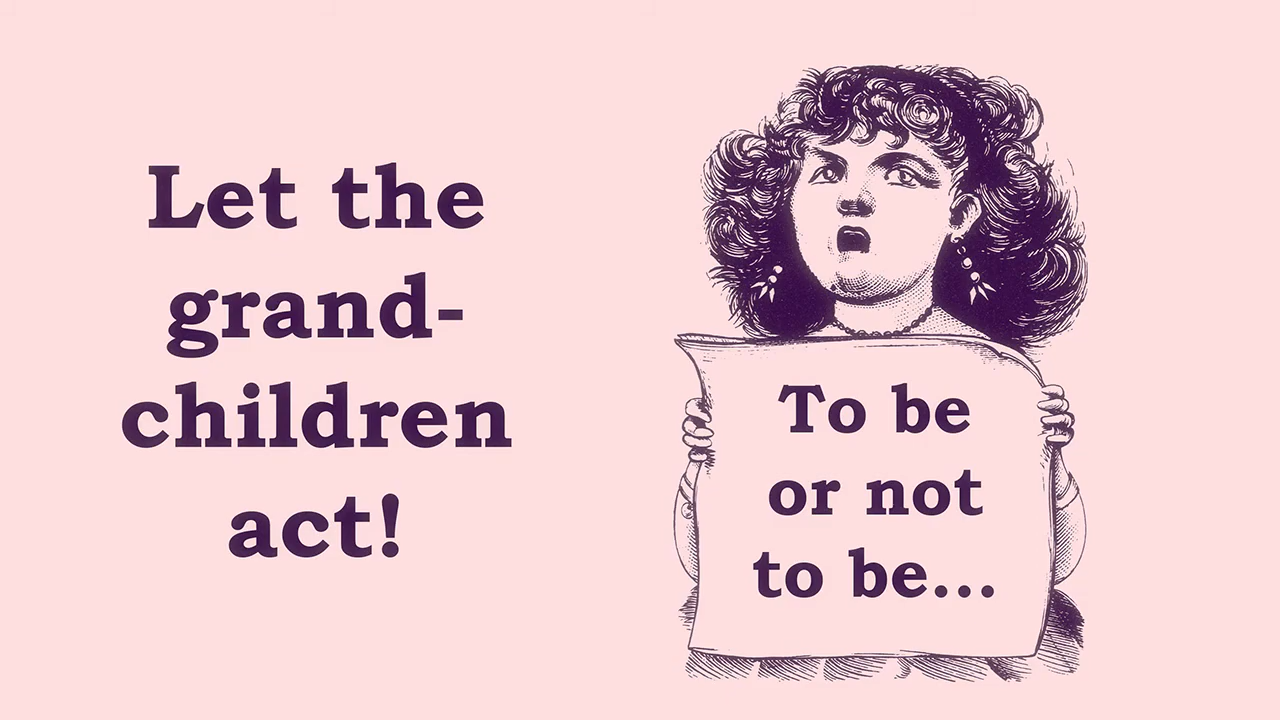 Let the
grand-
children
act!
To be
or not
to be...